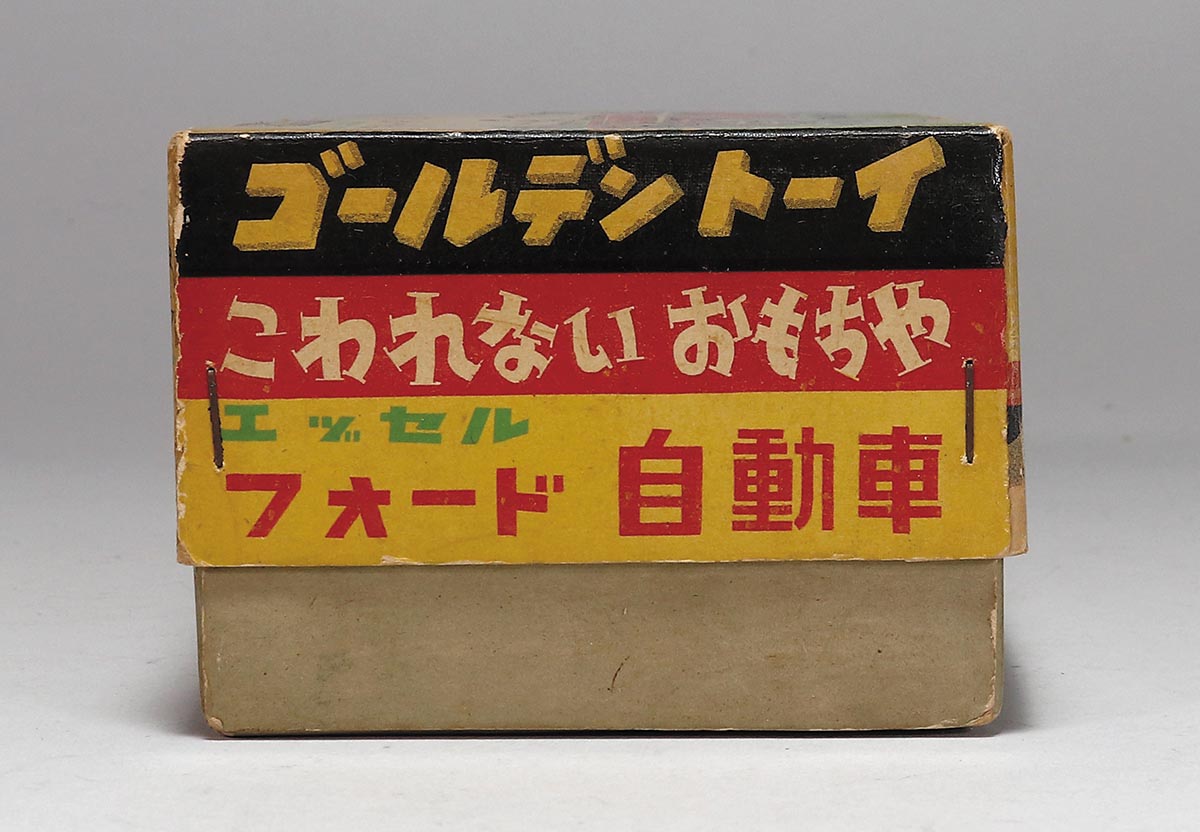 ゴールデントーイ
こわれない おもちや
エッセル
フォード 自動車